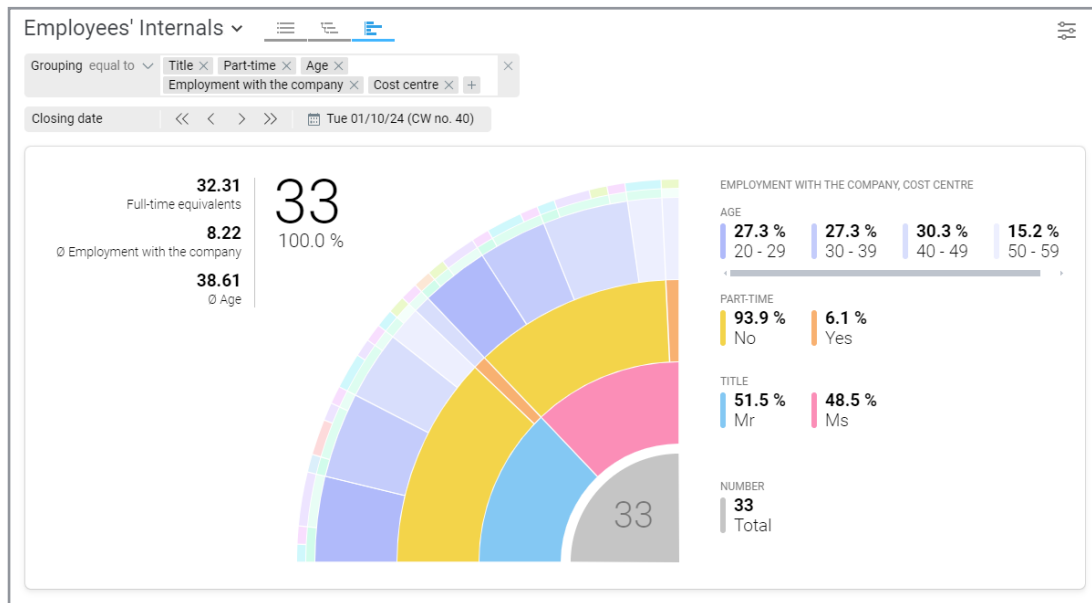 Employees' Internals
Grouping equal to Title Part-time Age
Employment with the company Cost centre +
Closing date Tue 01/10/24 (CW no. 40)
32.31
Full-time equivalents
8.22
Ø Employment with the company
38.61
Ø Age
33
100.0 %
33
EMPLOYMENT WITH THE COMPANY, COST CENTRE
AGE
27.3 % 27.3 % 30.3 % 15.2 %
20 - 29 30 - 39 40 - 49 50 - 59
PART-TIME
93.9 % 6.1 %
No Yes
TITLE
51.5 % 48.5 %
Mr Ms
NUMBER
33
Total